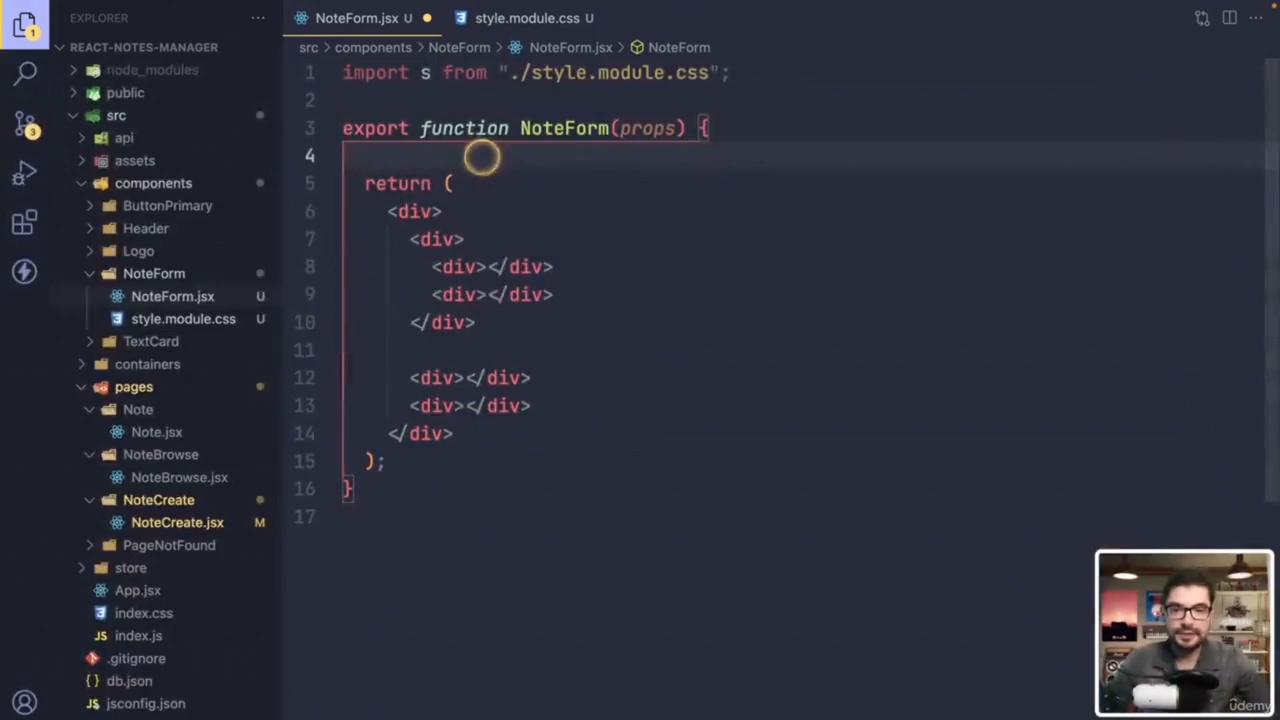 EXPLORER
REACT-NOTES-MANAGER
node_modules
public
src
api
assets
components
ButtonPrimary
Header
Logo
NoteForm
NoteForm.jsx U
style.module.css U
TextCard
containers
pages
Note
Note.jsx
NoteBrowse
NoteBrowse.jsx
NoteCreate
NoteCreate.jsx M
PageNotFound
store
App.jsx
index.css
JS index.js
.gitignore
{} db.json
JS jsconfig.json
1
3
NoteForm.jsx U
style.module.css U
src > components > NoteForm > NoteForm.jsx > NoteForm
1 import s from "./style.module.css";
2
3 export function NoteForm(props) {
4
5 return (
6 <div>
7 <div>
8 <div></div>
9 <div></div>
10 </div>
11
12 <div></div>
13 <div></div>
14 </div>
15 );
16 }
17
udemy